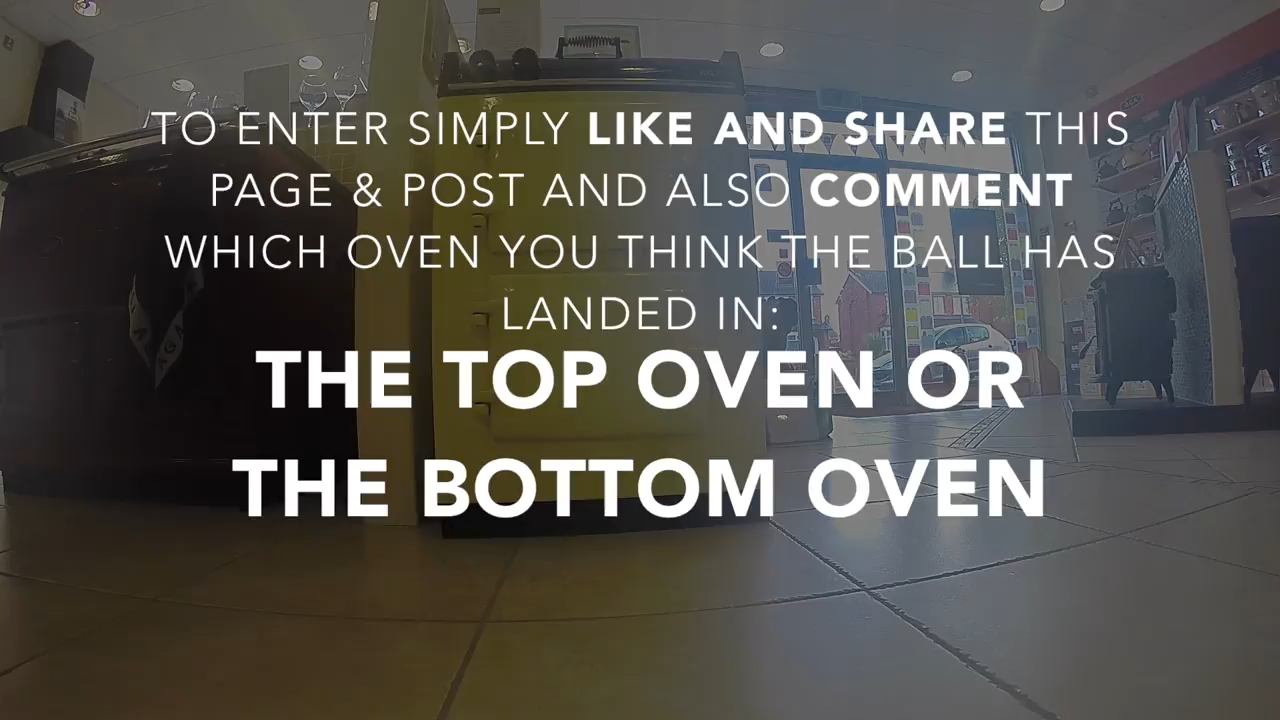 TO ENTER SIMPLY LIKE AND SHARE THIS
PAGE & POST AND ALSO COMMENT
WHICH OVEN YOU THINK THE BALL HAS
LANDED IN:
THE TOP OVEN OR
THE BOTTOM OVEN